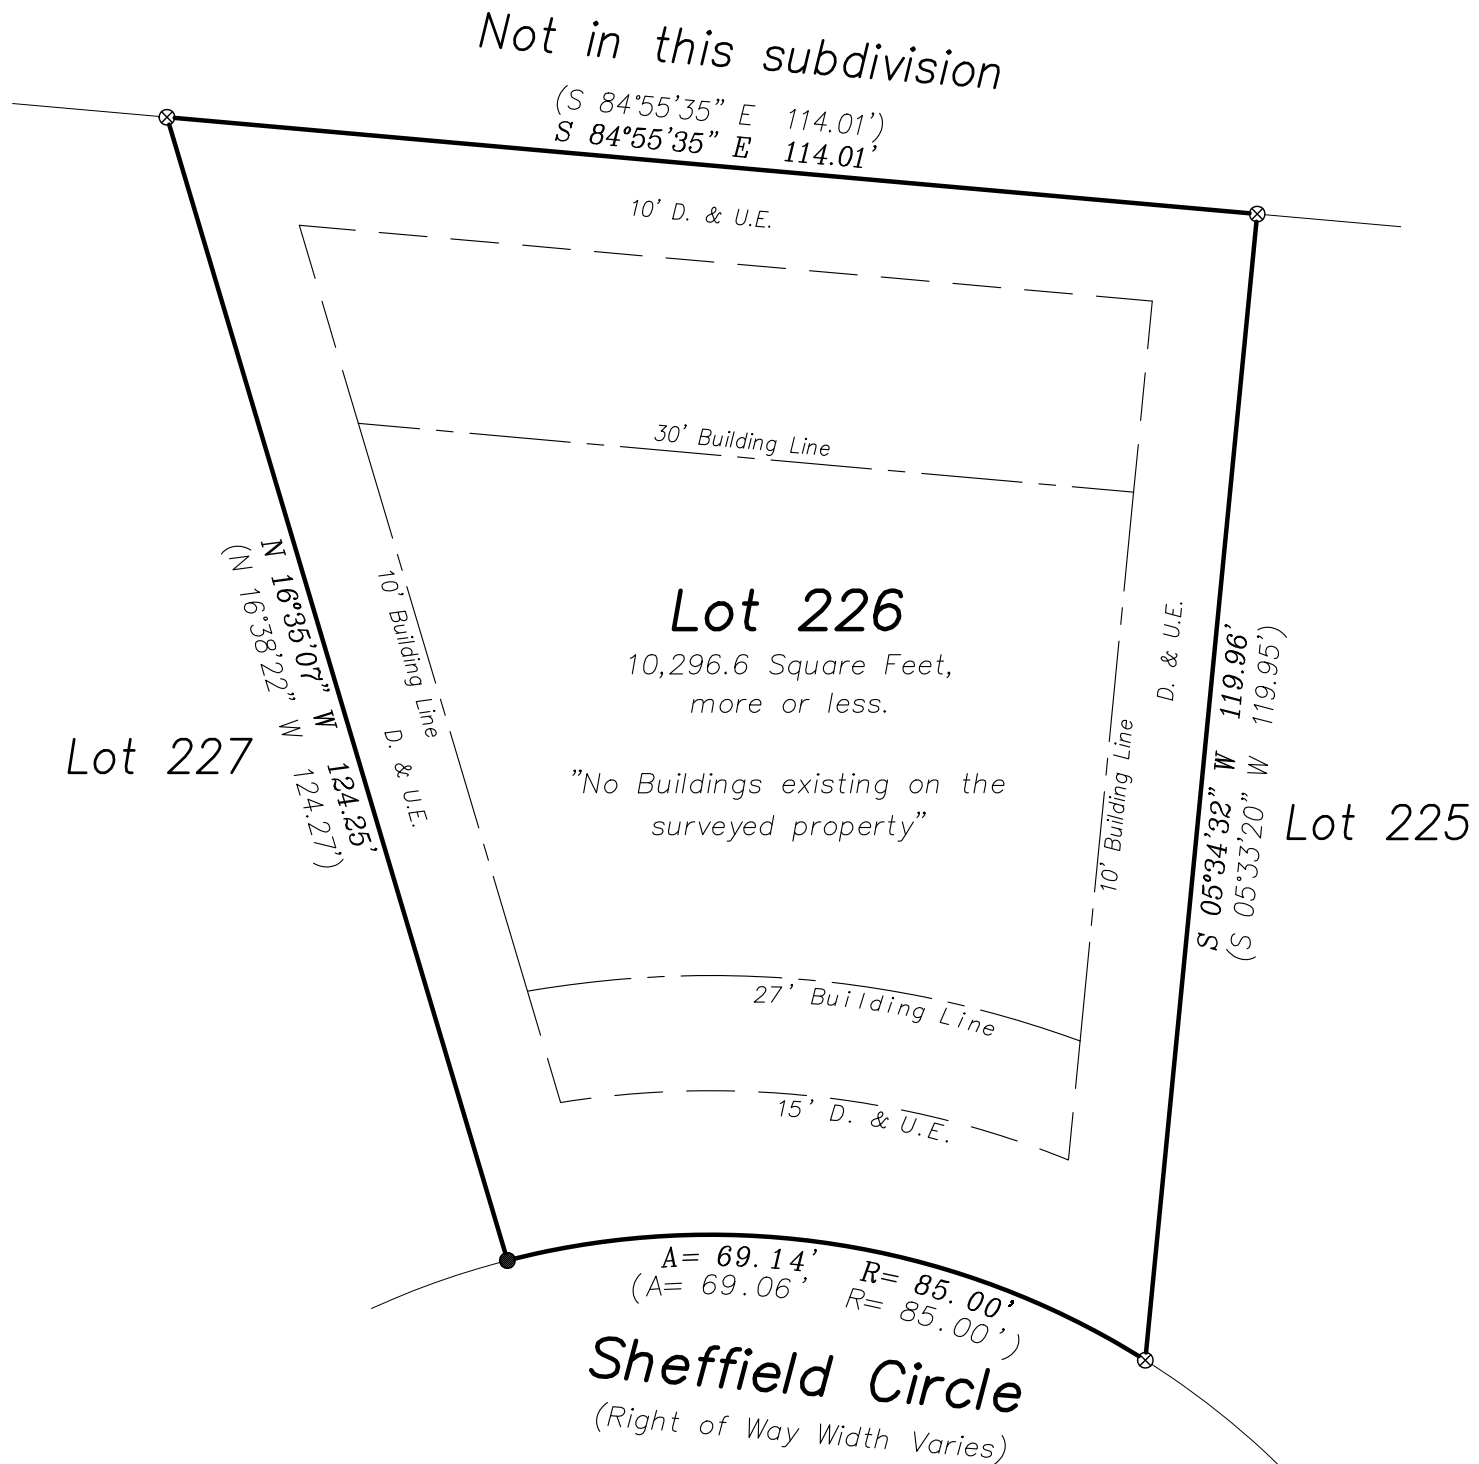 Not in this subdivision
(S 84°55'35" E 114.01')
S 84°55'35" E 114.01'
10' D. & U.E.
30' Building Line
N 16°35'07" W 124.25'
(N 16°38'22" W 124.27')
10' Building Line
D. & U.E.
Lot 226
10,296.6 Square Feet,
more or less.
"No Buildings existing on the
surveyed property"
D. & U.E.
10' Building Line
S 05°34'32" W 119.96'
(S 05°33'20" W 119.95')
Lot 227
Lot 225
27' Building Line
15' D. & U.E.
A= 69.14' R= 85.00'
(A= 69.06' R= 85.00')
Sheffield Circle
(Right of Way Width Varies)